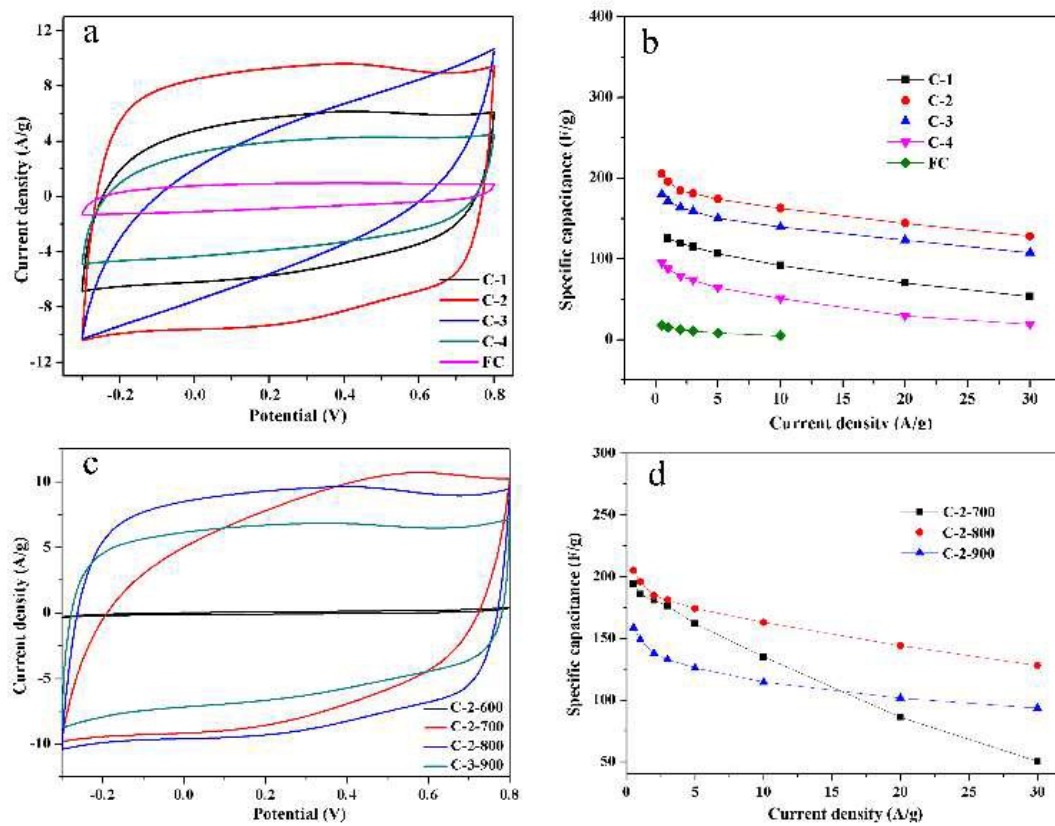 a
12
8
4
0
-4
-8
-12
Current density (A/g)
-0.2 0.0 0.2 0.4 0.6 0.8
Potential (V)
C-1
C-2
C-3
C-4
FC
b
400
300
200
100
0
Specific capacitance (F/g)
0 5 10 15 20 25 30
Current density (A/g)
C-1
C-2
C-3
C-4
FC
c
10
5
0
-5
-10
Current density (A/g)
-0.2 0.0 0.2 0.4 0.6 0.8
Potential (V)
C-2-600
C-2-700
C-2-800
C-3-900
d
300
250
200
150
100
50
Specific capacitance (F/g)
0 5 10 15 20 25 30
Current density (A/g)
C-2-700
C-2-800
C-2-900